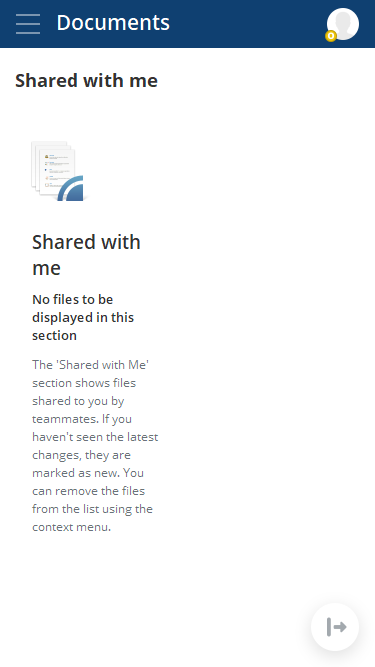 Documents
Shared with me
Shared with
me
No files to be
displayed in this
section
The 'Shared with Me'
section shows files
shared to you by
teammates. If you
haven't seen the latest
changes, they are
marked as new. You
can remove the files
from the list using the
context menu.